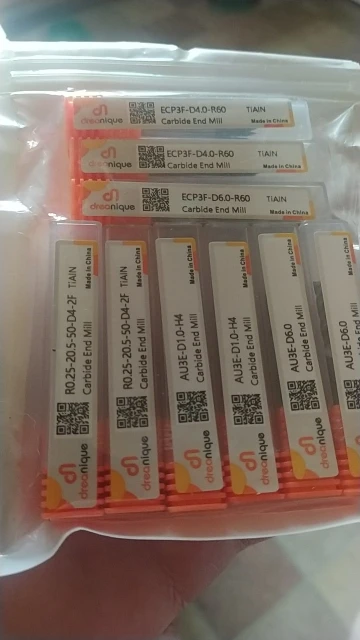 dreanique
ECP3F-D4.0-R60 TiAlN
Carbide End Mill
Made in China
dreanique
ECP3F-D4.0-R60 TiAlN
Carbide End Mill
Made in China
dreanique
ECP3F-D6.0-R60 TiAlN
Carbide End Mill
Made in China
dreanique
R0.25-20.5-50-D4-2F TiAlN
Carbide End Mill
Made in China
dreanique
R0.25-20.5-50-D4-2F TiAlN
Carbide End Mill
Made in China
dreanique
AU3E-D1.0-H4
Carbide End Mill
Made in China
dreanique
AU3E-D1.0-H4
Carbide End Mill
Made in China
dreanique
AU3E-D6.0
Carbide End Mill
Made in China
dreanique
AU3E-D6.0
Carbide End Mill
Made in China